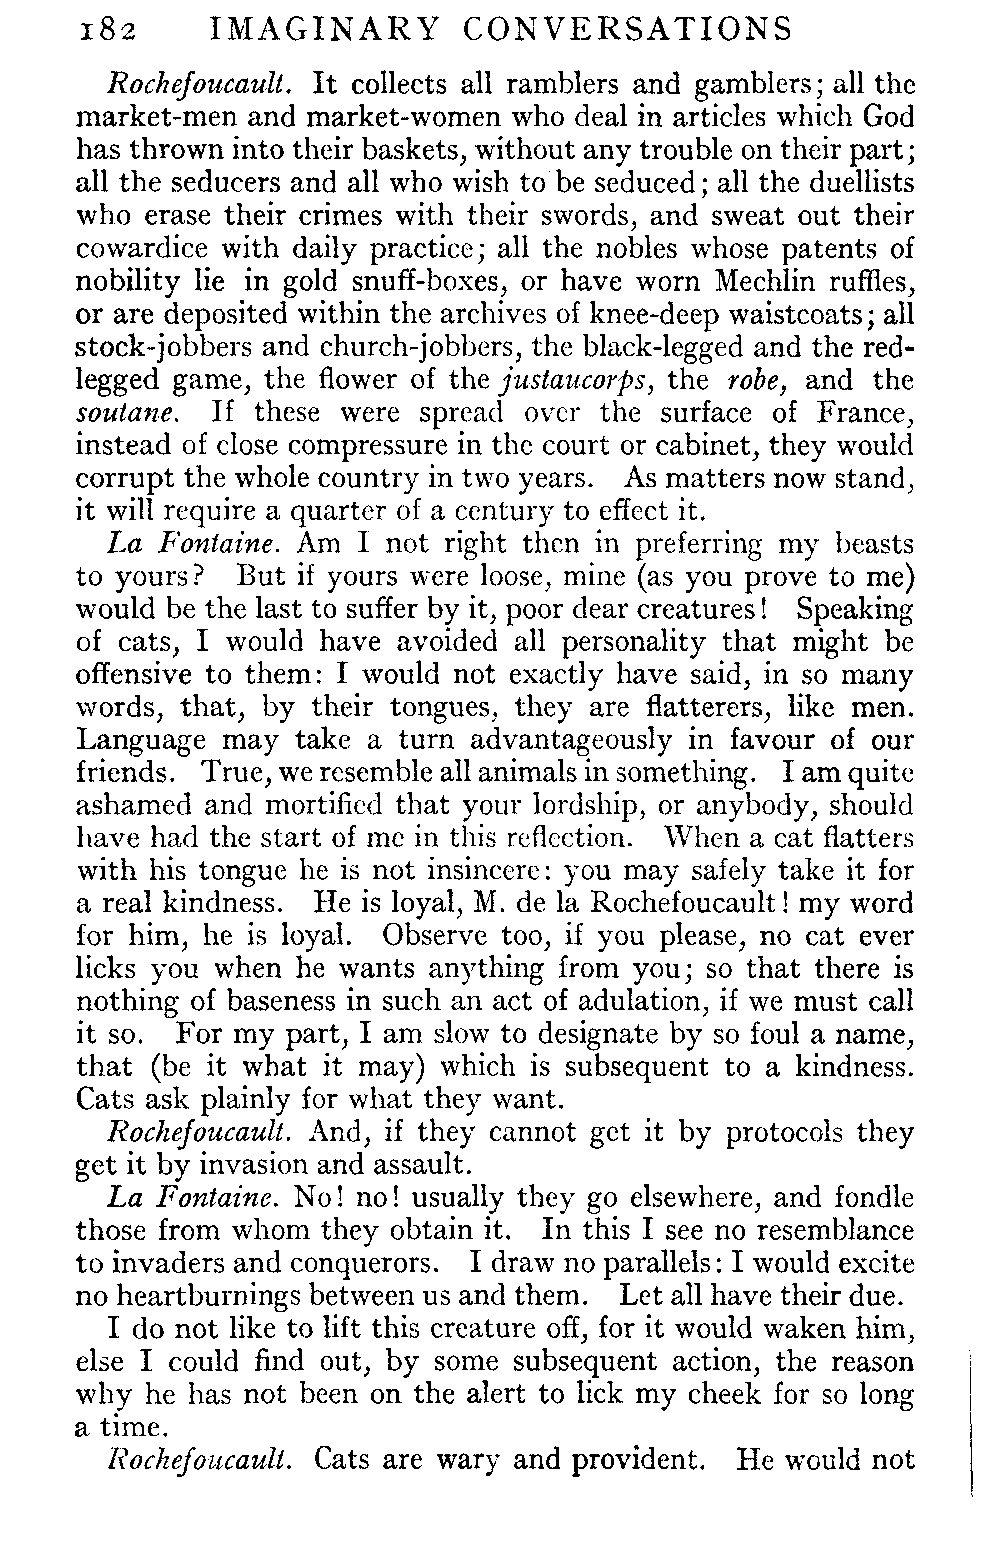 182 IMAGINARY CONVERSATIONS
Rochefoucault. It collects all ramblers and gamblers; all the
market-men and market-women who deal in articles which God
has thrown into their baskets, without any trouble on their part;
all the seducers and all who wish to be seduced; all the duellists
who erase their crimes with their swords, and sweat out their
cowardice with daily practice; all the nobles whose patents of
nobility lie in gold snuff-boxes, or have worn Mechlin ruffles,
or are deposited within the archives of knee-deep waistcoats; all
stock-jobbers and church-jobbers, the black-legged and the red-
legged game, the flower of the justaucorps, the robe, and the
soutane. If these were spread over the surface of France,
instead of close compressure in the court or cabinet, they would
corrupt the whole country in two years. As matters now stand,
it will require a quarter of a century to effect it.
La Fontaine. Am I not right then in preferring my beasts
to yours? But if yours were loose, mine (as you prove to me)
would be the last to suffer by it, poor dear creatures! Speaking
of cats, I would have avoided all personality that might be
offensive to them: I would not exactly have said, in so many
words, that, by their tongues, they are flatterers, like men.
Language may take a turn advantageously in favour of our
friends. True, we resemble all animals in something. I am quite
ashamed and mortified that your lordship, or anybody, should
have had the start of me in this reflection. When a cat flatters
with his tongue he is not insincere: you may safely take it for
a real kindness. He is loyal, M. de la Rochefoucault! my word
for him, he is loyal. Observe too, if you please, no cat ever
licks you when he wants anything from you; so that there is
nothing of baseness in such an act of adulation, if we must call
it so. For my part, I am slow to designate by so foul a name,
that (be it what it may) which is subsequent to a kindness.
Cats ask plainly for what they want.
Rochefoucault. And, if they cannot get it by protocols they
get it by invasion and assault.
La Fontaine. No! no! usually they go elsewhere, and fondle
those from whom they obtain it. In this I see no resemblance
to invaders and conquerors. I draw no parallels: I would excite
no heartburnings between us and them. Let all have their due.
I do not like to lift this creature off, for it would waken him,
else I could find out, by some subsequent action, the reason
why he has not been on the alert to lick my cheek for so long
a time.
Rochefoucault. Cats are wary and provident. He would not